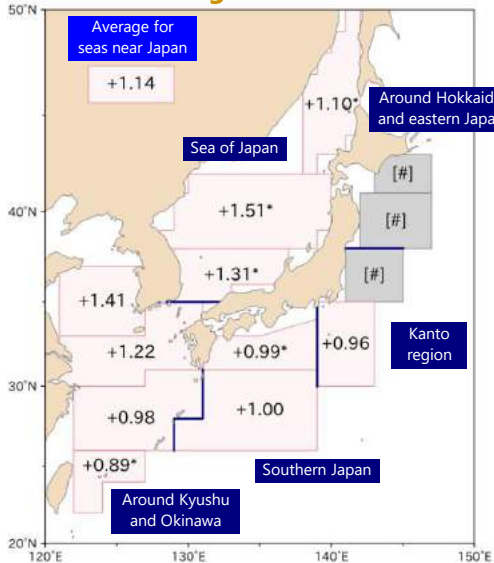 50°N
Average for
seas near Japan
+1.14
+1.10*
Around Hokkaid
and eastern Japa
Sea of Japan
[#]
40°N
+1.51*
[#]
+1.31*
[#]
+1.41
+1.22
+0.99*
+0.96
Kanto
region
30°N
+0.98
+1.00
+0.89*
Southern Japan
Around Kyushu
and Okinawa
20°N
120°E
130°E
140°E
150°E